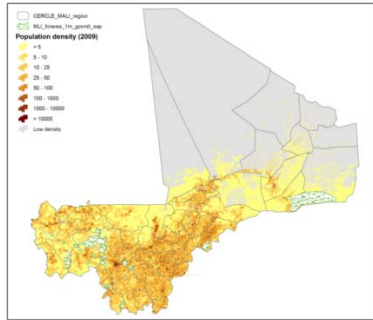 CERCLE_MALI_region
MLI_forarea_1m_govmtl_eap
Population density (2009)
< 5
5 - 10
10 - 25
25 - 50
50 - 100
100 - 1000
1000 - 10000
> 10000
Low density